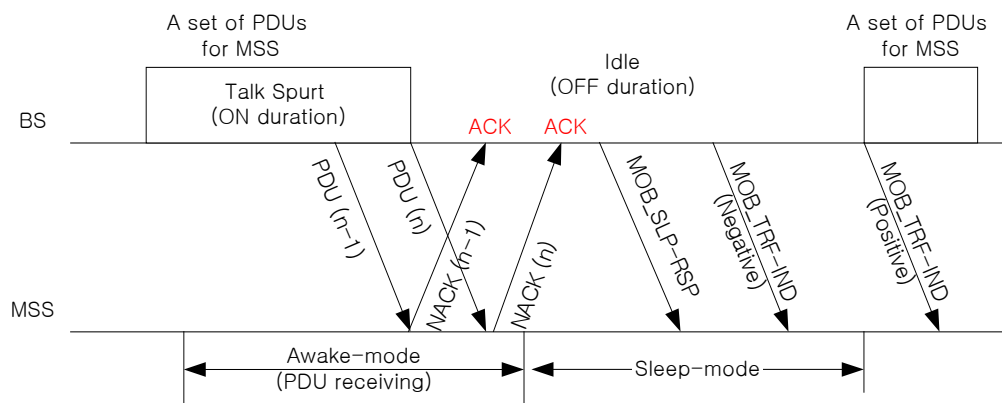 A set of PDUs
for MSS
A set of PDUs
for MSS
Talk Spurt
(ON duration)
Idle
(OFF duration)
BS
ACK
ACK
PDU (n-1)
PDU (n)
NACK (n-1)
NACK (n)
MOB_SLP-RSP
MOB_TRF-IND
(Negative)
MOB_TRF-IND
(Positive)
MSS
Awake-mode
(PDU receiving)
Sleep-mode